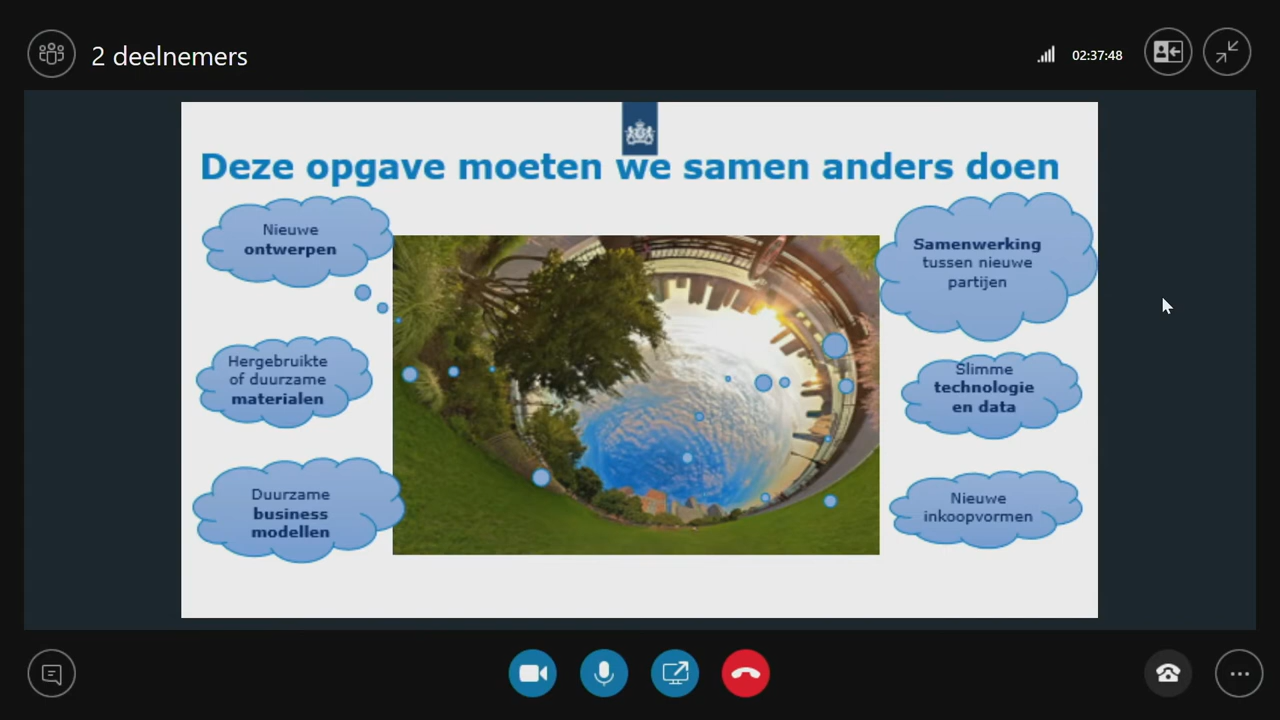 2 deelnemers
02:37:48
Deze opgave moeten we samen anders doen
Nieuwe
ontwerpen
Hergebruikte
of duurzame
materialen
Duurzame
business
modellen
Samenwerking
tussen nieuwe
partijen
Slimme
technologie
en data
Nieuwe
inkoopvormen